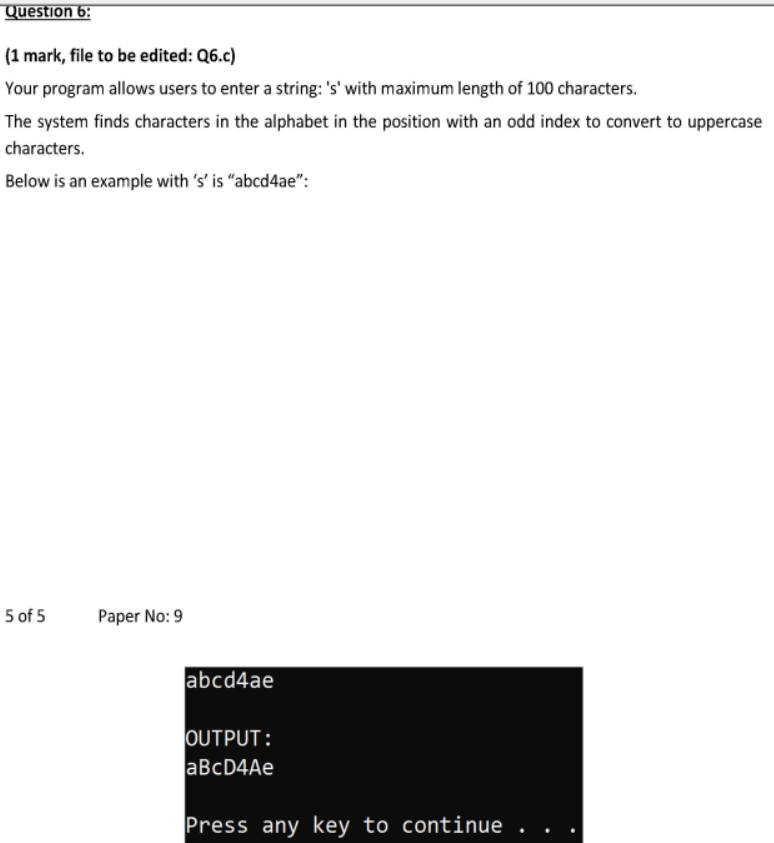 Question 6:
(1 mark, file to be edited: Q6.c)
Your program allows users to enter a string: 's' with maximum length of 100 characters.
The system finds characters in the alphabet in the position with an odd index to convert to uppercase
characters.
Below is an example with ‘s’ is “abcd4ae”:
5 of 5 Paper No: 9
abcd4ae
OUTPUT:
aBcD4Ae
Press any key to continue . . .